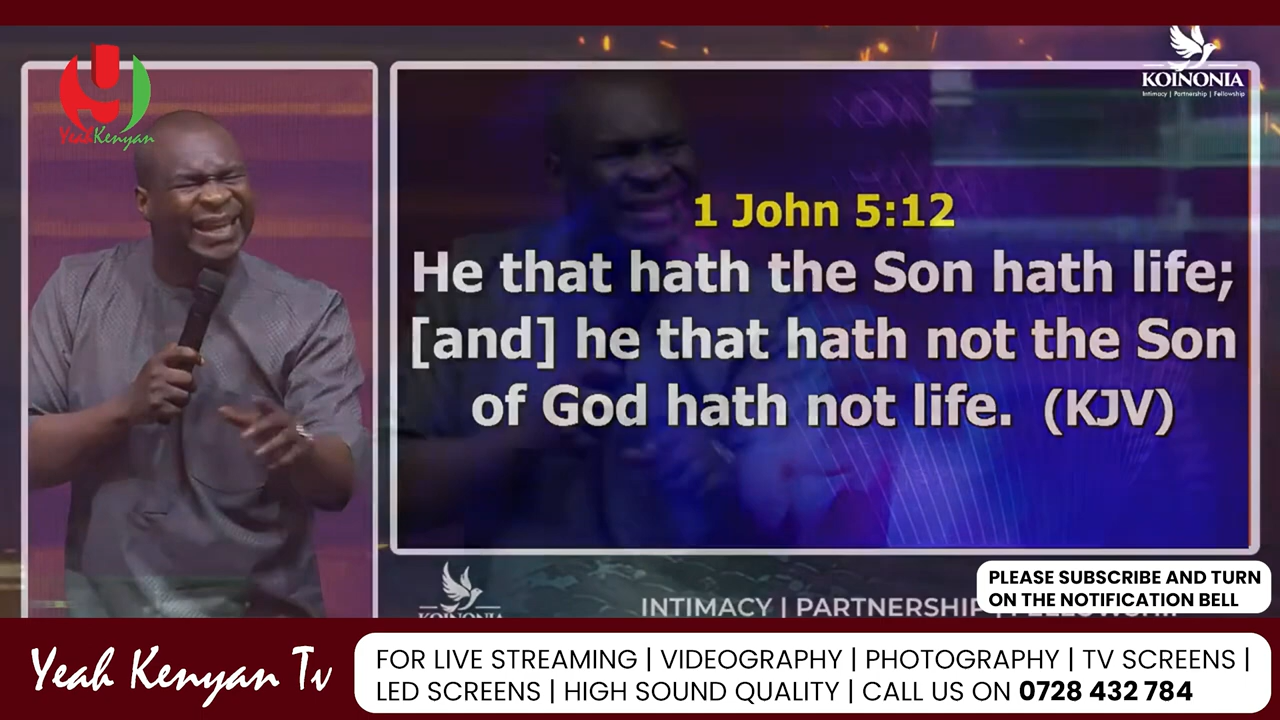 YeahKenyan
KOINONIA
Intimacy | Partnership | Fellowship
1 John 5:12
He that hath the Son hath life;
[and] he that hath not the Son
of God hath not life. (KJV)
KOINONIA
INTIMACY | PARTNERSHIP |
PLEASE SUBSCRIBE AND TURN
ON THE NOTIFICATION BELL
Yeah Kenyan Tv
FOR LIVE STREAMING | VIDEOGRAPHY | PHOTOGRAPHY | TV SCREENS |
LED SCREENS | HIGH SOUND QUALITY | CALL US ON 0728 432 784